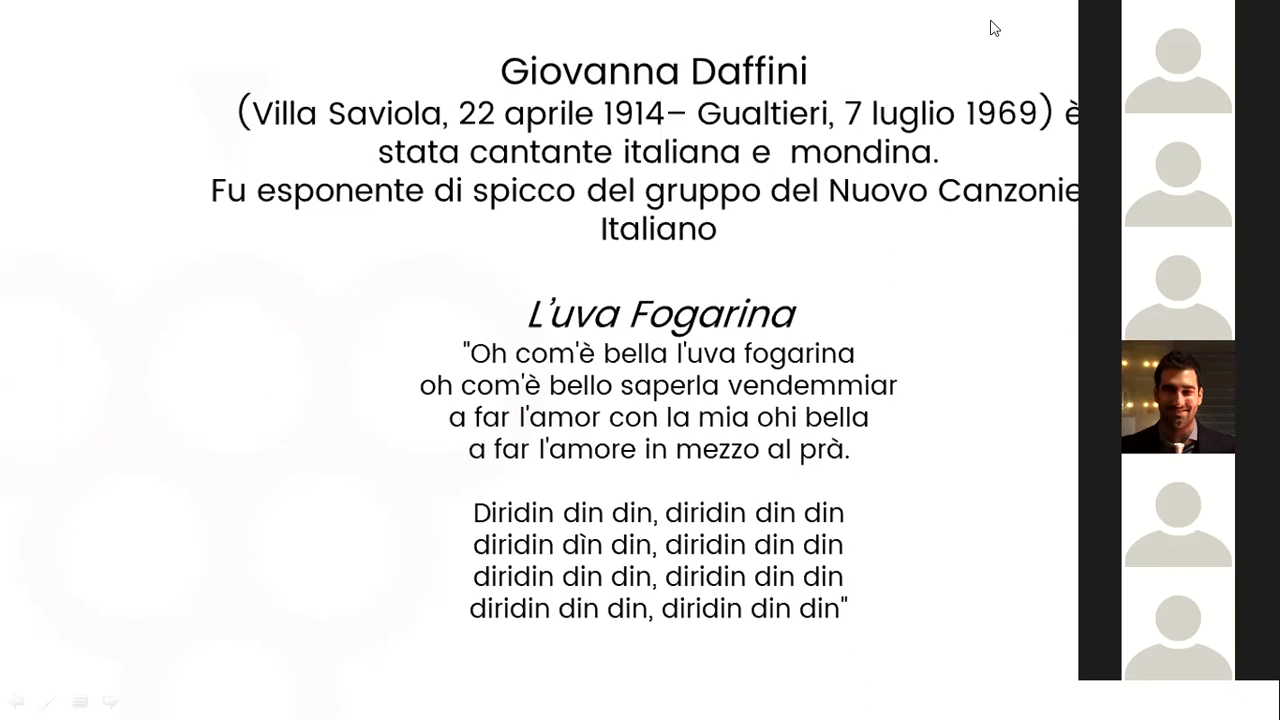 Giovanna Daffini
(Villa Saviola, 22 aprile 1914– Gualtieri, 7 luglio 1969) è
stata cantante italiana e mondina.
Fu esponente di spicco del gruppo del Nuovo Canzonie
Italiano
L'uva Fogarina
"Oh com'è bella l'uva fogarina
oh com'è bello saperla vendemmiar
a far l'amor con la mia ohi bella
a far l'amore in mezzo al prà.
Diridin din din, diridin din din
diridin dìn din, diridin din din
diridin din din, diridin din din
diridin din din, diridin din din"